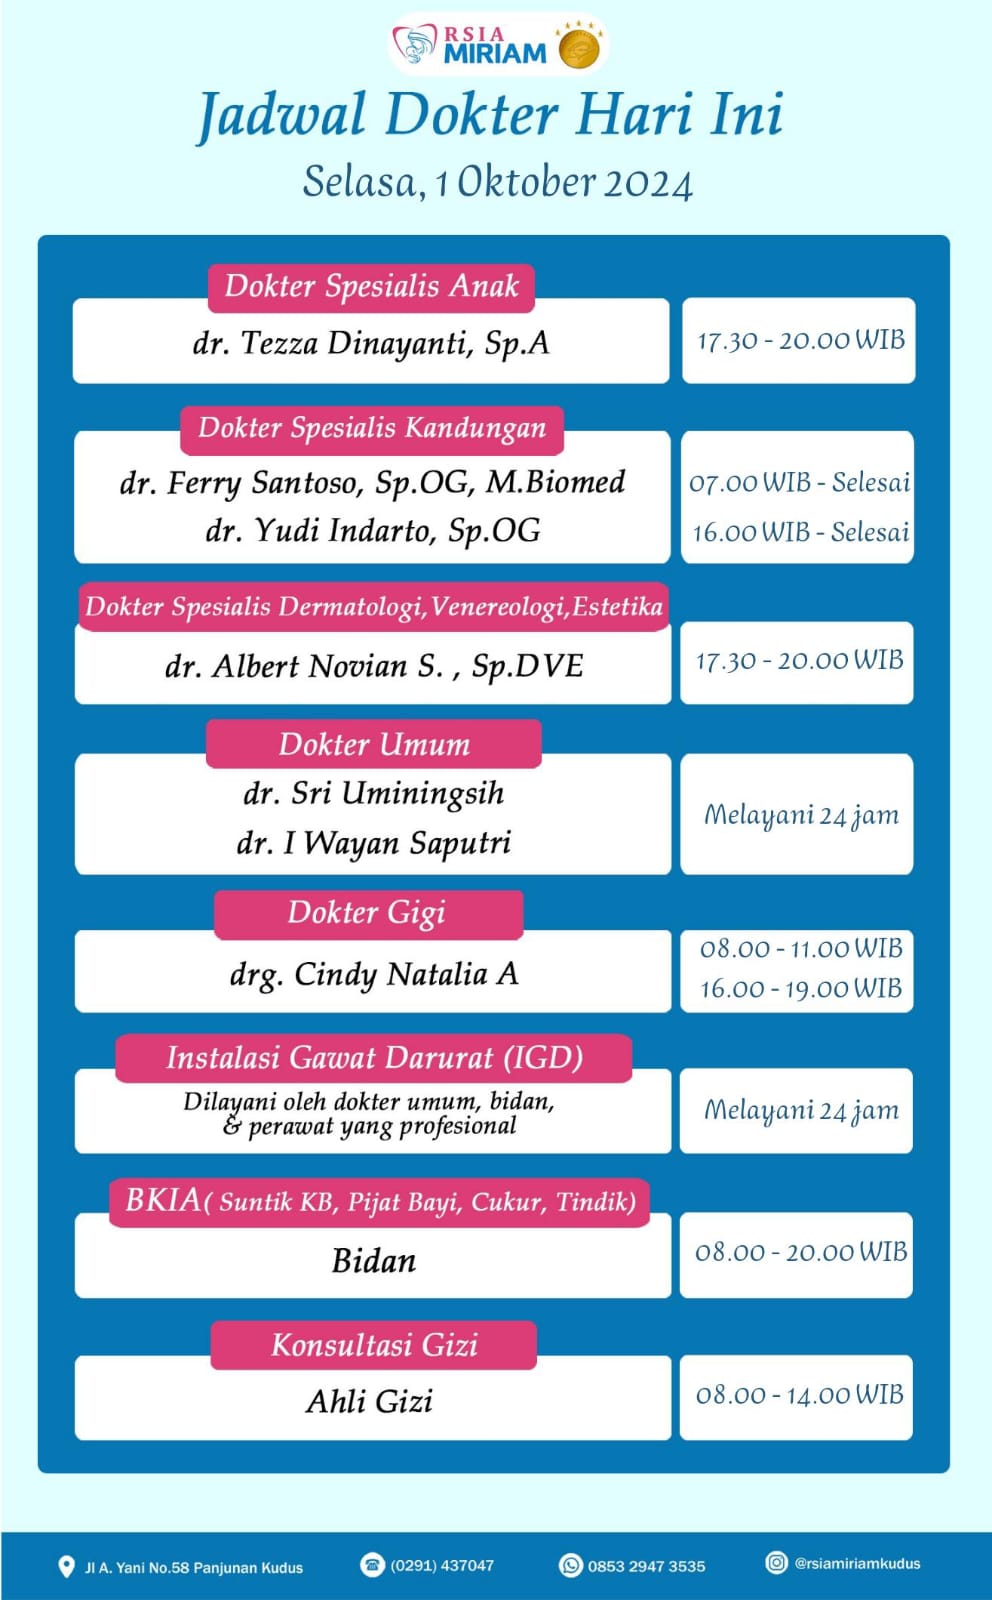 RSIA
MIRIAM
Jadwal Dokter Hari Ini
Selasa, 1 Oktober 2024
Dokter Spesialis Anak
dr. Tezza Dinayanti, Sp.A
17.30 - 20.00 WIB
Dokter Spesialis Kandungan
dr. Ferry Santoso, Sp.OG, M.Biomed
07.00 WIB - Selesai
dr. Yudi Indarto, Sp.OG
16.00 WIB - Selesai
Dokter Spesialis Dermatologi,Venereologi,Estetika
dr. Albert Novian S. , Sp.DVE
17.30 - 20.00 WIB
Dokter Umum
dr. Sri Uminingsih
dr. I Wayan Saputri
Melayani 24 jam
Dokter Gigi
drg. Cindy Natalia A
08.00 - 11.00 WIB
16.00 - 19.00 WIB
Instalasi Gawat Darurat (IGD)
Dilayani oleh dokter umum, bidan,
& perawat yang profesional
Melayani 24 jam
BKIA( Suntik KB, Pijat Bayi, Cukur, Tindik)
Bidan
08.00 - 20.00 WIB
Konsultasi Gizi
Ahli Gizi
08.00 - 14.00 WIB
Jl A. Yani No.58 Panjunan Kudus
(0291) 437047
0853 2947 3535
@rsiamiriamkudus